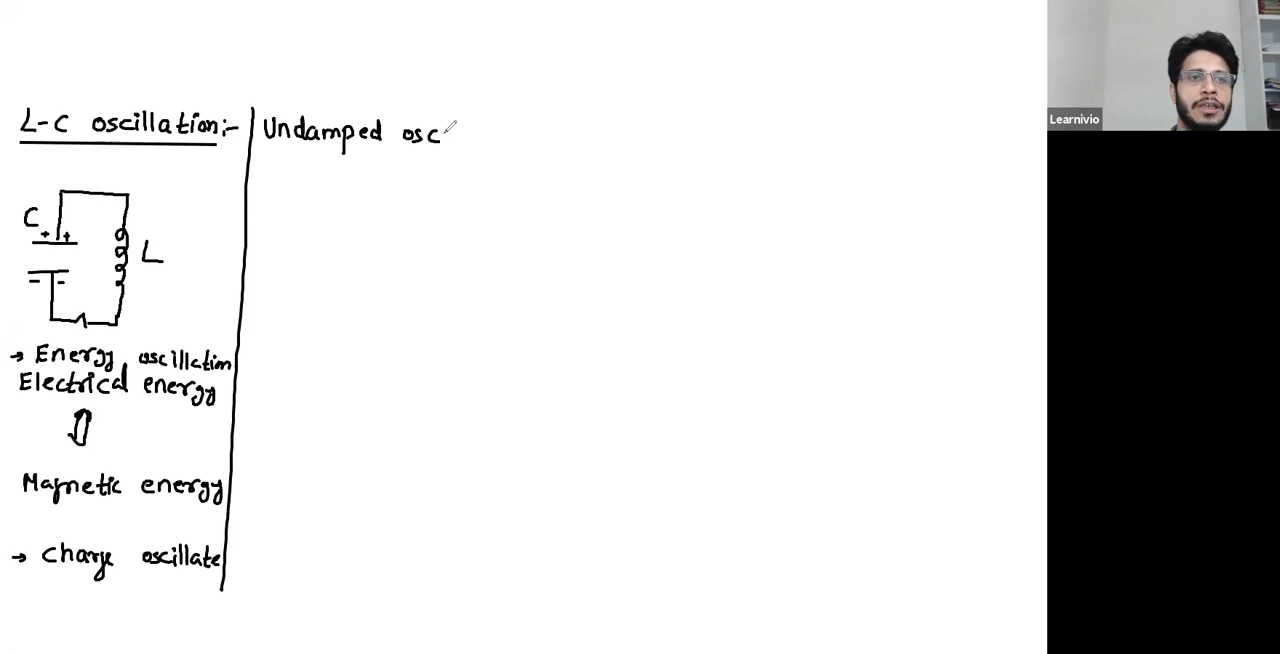 L-C oscillation:-
Undamped osc
C
+ +
L
- -
→ Energy oscillation
Electrical energy
⇕
Magnetic energy
→ Charge oscillate
Learnivio